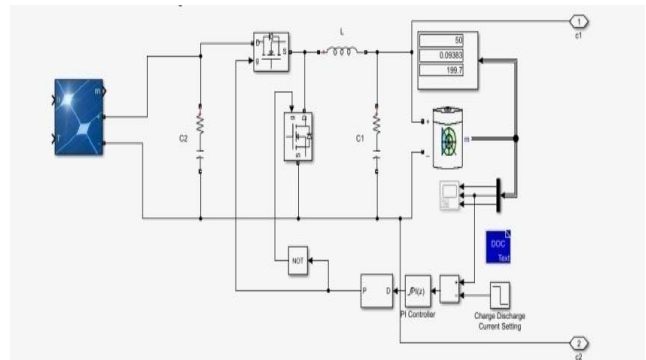 L
1
c1
D
S
g
50
0.09383
199.7
m
+
T
C2
g
D
S
C1
+
m
_
DOC
Text
NOT
P
D
PI(z)
PI Controller
+
Charge Discharge
Current Setting
2
c2